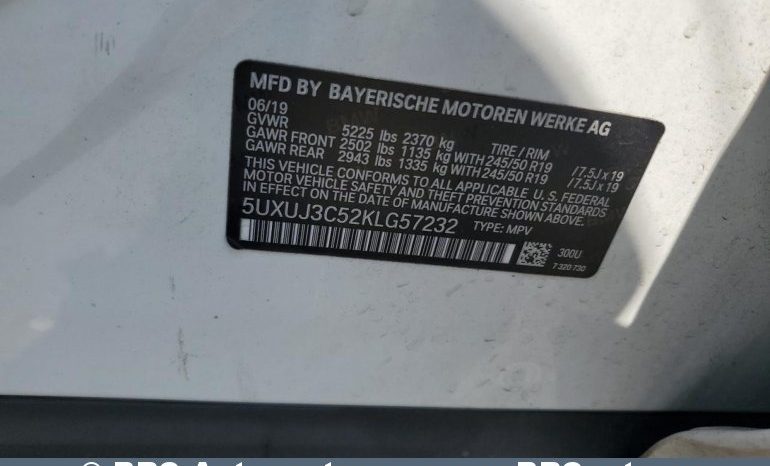 MFD BY BAYERISCHE MOTOREN WERKE AG
06/19
GVWR 5225 lbs 2370 kg TIRE / RIM
GAWR FRONT 2502 lbs 1135 kg WITH 245/50 R19 /7.5J x 19
GAWR REAR 2943 lbs 1335 kg WITH 245/50 R19 /7.5J x 19
THIS VEHICLE CONFORMS TO ALL APPLICABLE U.S. FEDERAL
MOTOR VEHICLE SAFETY AND THEFT PREVENTION STANDARDS
IN EFFECT ON THE DATE OF MANUFACTURE SHOWN ABOVE.
5UXUJ3C52KLG57232 TYPE: MPV
300U
7 320 730